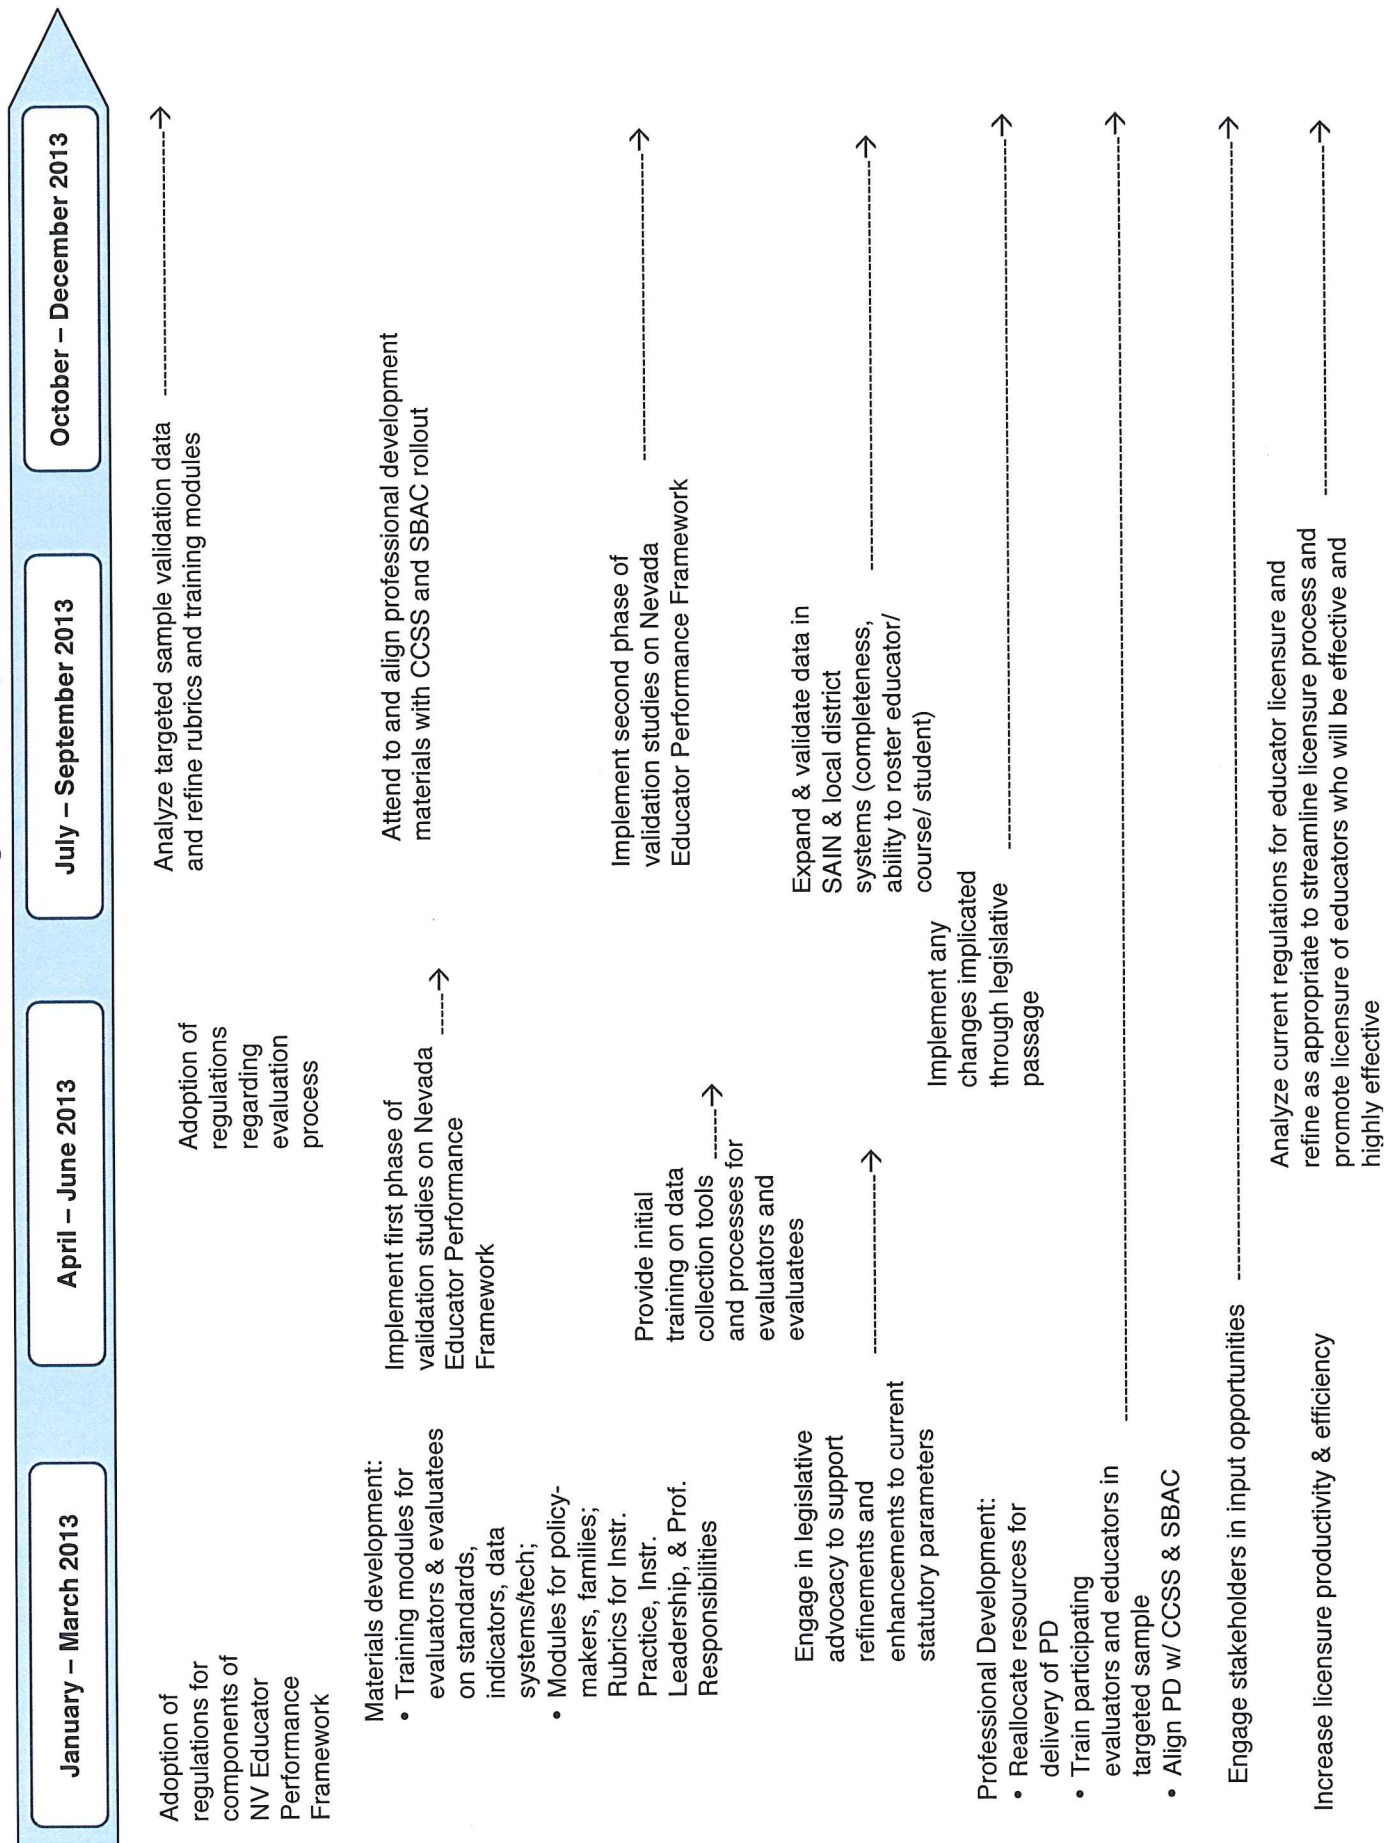 January – March 2013
April – June 2013
July – September 2013
October – December 2013
Adoption of
regulations for
components of
NV Educator
Performance
Framework
Adoption of
regulations
regarding
evaluation
process
Analyze targeted sample validation data
and refine rubrics and training modules
Materials development:
• Training modules for
evaluators & evaluatees
on standards,
indicators, data
systems/tech;
• Modules for policy-
makers, families;
Rubrics for Instr.
Practice, Instr.
Leadership, & Prof.
Responsibilities
Implement first phase of
validation studies on Nevada
Educator Performance
Framework
Attend to and align professional development
materials with CCSS and SBAC rollout
Provide initial
training on data
collection tools
and processes for
evaluators and
evaluatees
Implement second phase of
validation studies on Nevada
Educator Performance Framework
Engage in legislative
advocacy to support
refinements and
enhancements to current
statutory parameters
Expand & validate data in
SAIN & local district
systems (completeness,
ability to roster educator/
course/ student)
Implement any
changes implicated
through legislative
passage
Professional Development:
• Reallocate resources for
delivery of PD
• Train participating
evaluators and educators in
targeted sample
• Align PD w/ CCSS & SBAC
Engage stakeholders in input opportunities
Increase licensure productivity & efficiency
Analyze current regulations for educator licensure and
refine as appropriate to streamline licensure process and
promote licensure of educators who will be effective and
highly effective